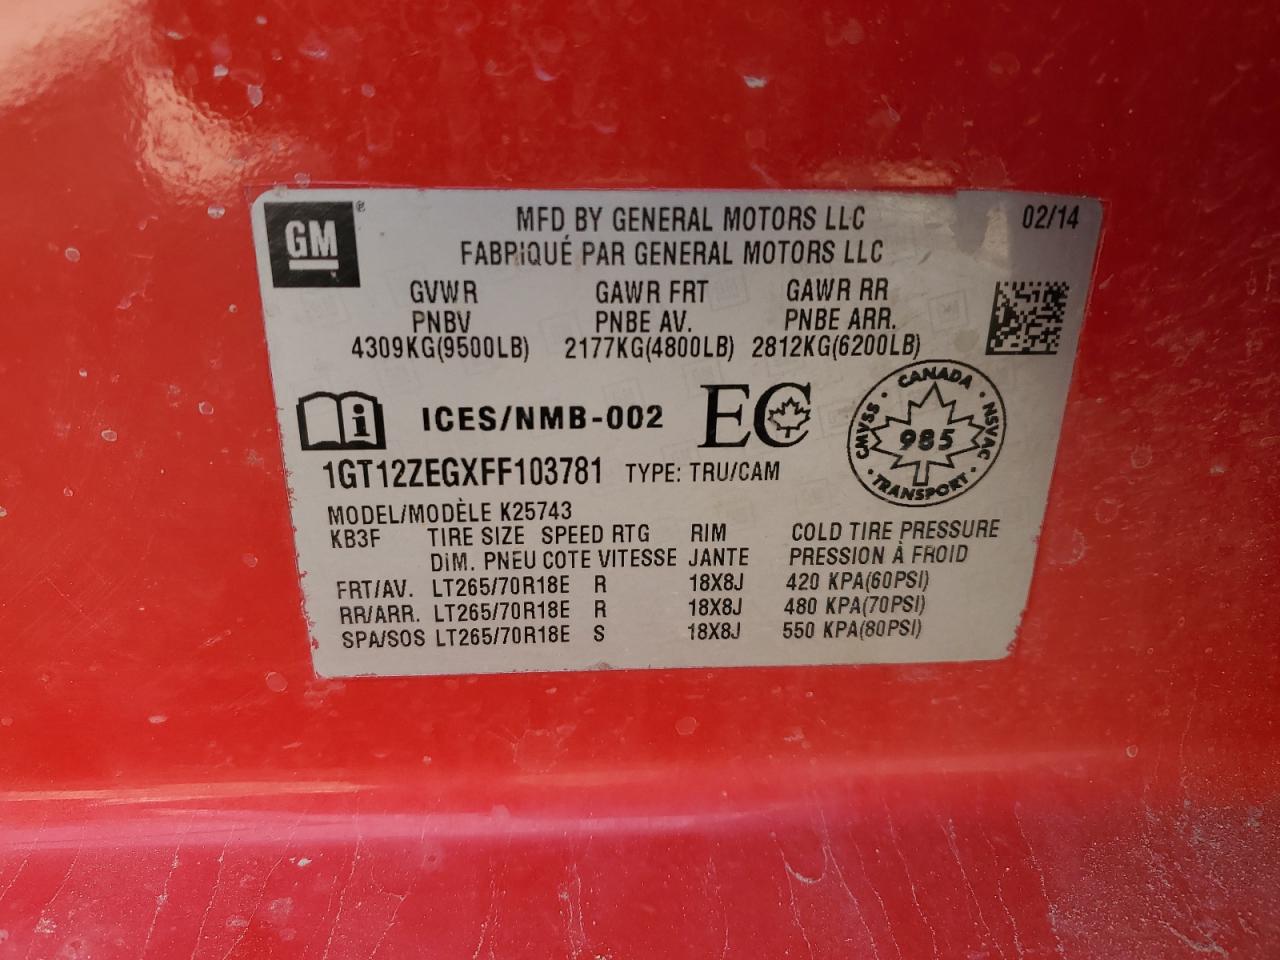 GM ®
MFD BY GENERAL MOTORS LLC 02/14
FABRIQUÉ PAR GENERAL MOTORS LLC
GVWR GAWR FRT GAWR RR
PNBV PNBE AV. PNBE ARR.
4309KG(9500LB) 2177KG(4800LB) 2812KG(6200LB)
i ICES/NMB-002 EC
CANADA
CMVSS 985 NSVAC
TRANSPORT
1GT12ZEGXFF103781 TYPE: TRU/CAM
MODEL/MODÈLE K25743
KB3F TIRE SIZE SPEED RTG RIM COLD TIRE PRESSURE
DIM. PNEU COTE VITESSE JANTE PRESSION À FROID
FRT/AV. LT265/70R18E R 18X8J 420 KPA(60PSI)
RR/ARR. LT265/70R18E R 18X8J 480 KPA(70PSI)
SPA/SOS LT265/70R18E S 18X8J 550 KPA(80PSI)